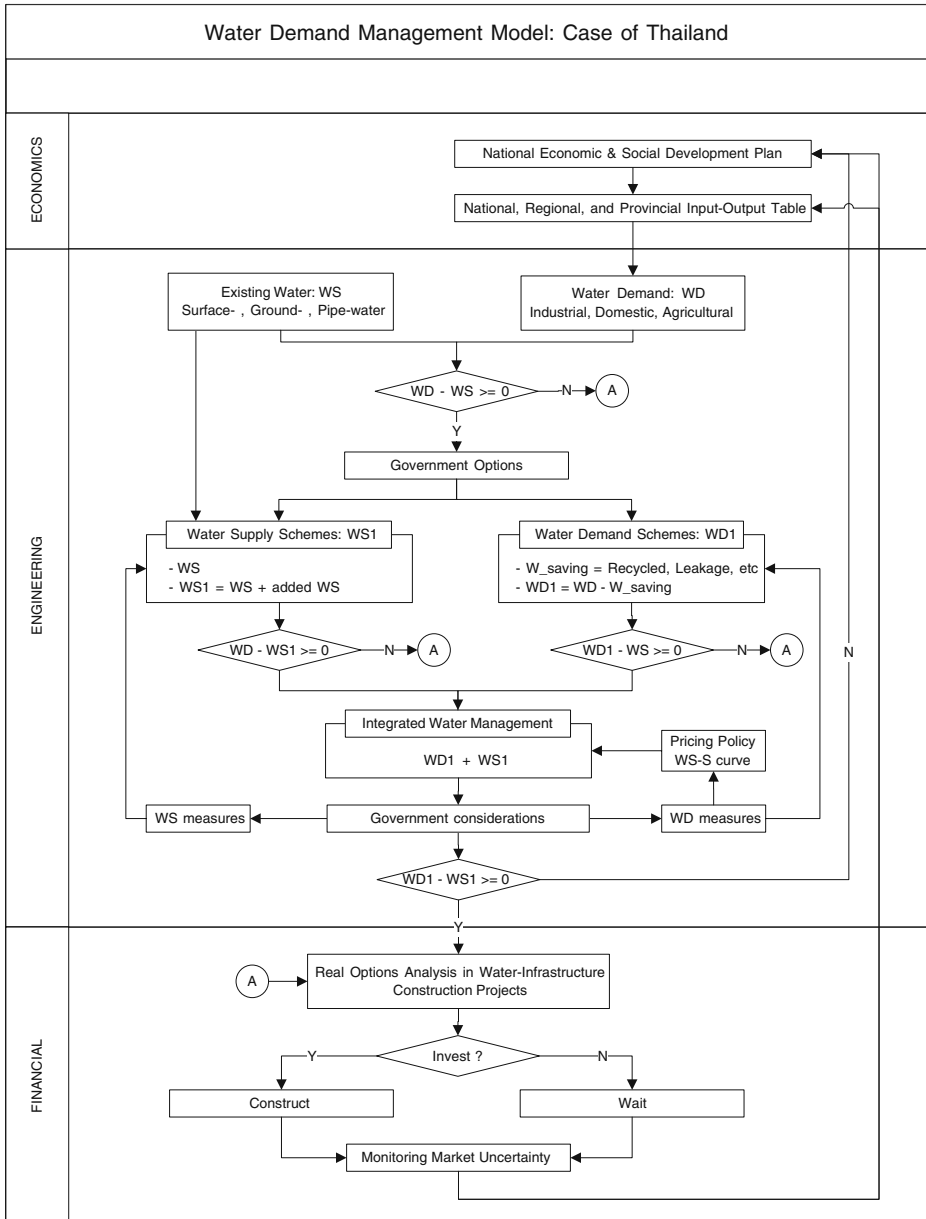 Water Demand Management Model: Case of Thailand
ECONOMICS
National Economic & Social Development Plan
National, Regional, and Provincial Input-Output Table
ENGINEERING
Existing Water: WS
Surface- , Ground- , Pipe-water
Water Demand: WD
Industrial, Domestic, Agricultural
WD - WS >= 0
N
A
Y
Government Options
Water Supply Schemes: WS1
- WS
- WS1 = WS + added WS
Water Demand Schemes: WD1
- W_saving = Recycled, Leakage, etc
- WD1 = WD - W_saving
WD - WS1 >= 0
N
A
WD1 - WS >= 0
N
A
N
Integrated Water Management
WD1 + WS1
Pricing Policy
WS-S curve
WS measures
Government considerations
WD measures
WD1 - WS1 >= 0
Y
FINANCIAL
A
Real Options Analysis in Water-Infrastructure
Construction Projects
Y
Invest ?
N
Construct
Wait
Monitoring Market Uncertainty